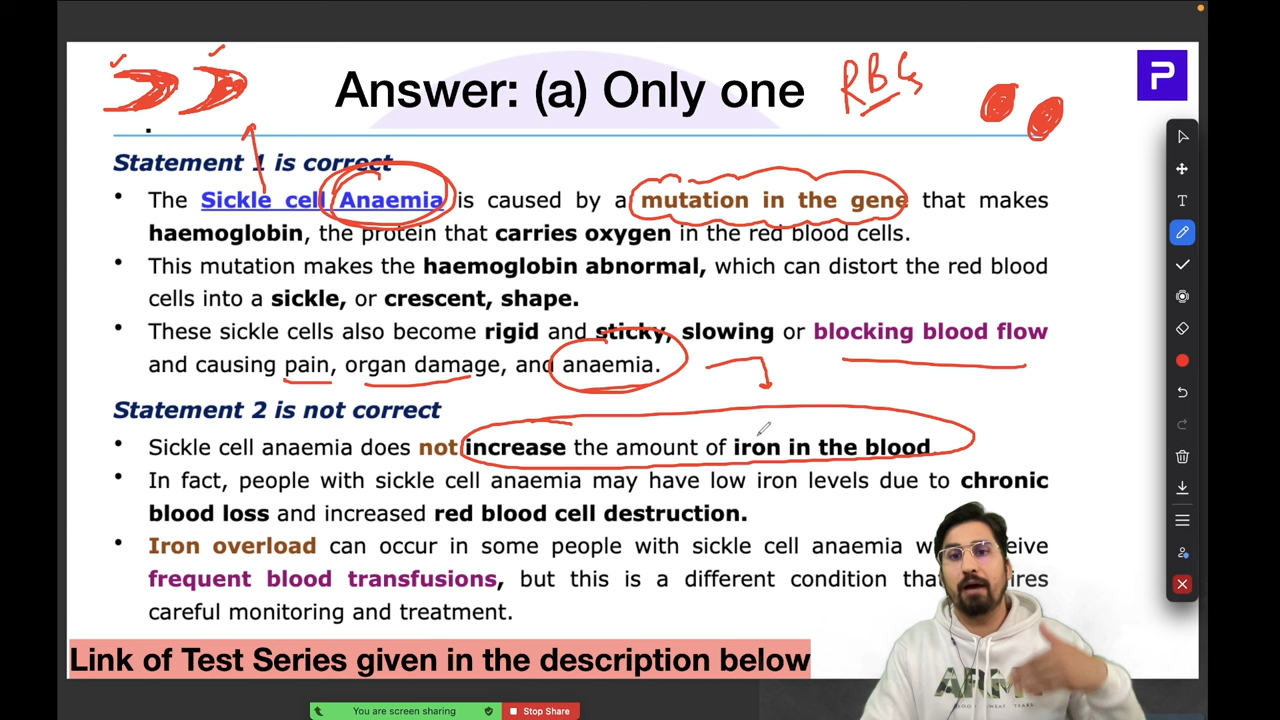 Answer: (a) Only one
RBCs
P
Statement 1 is correct
• The Sickle cell Anaemia is caused by a mutation in the gene that makes
haemoglobin, the protein that carries oxygen in the red blood cells.
• This mutation makes the haemoglobin abnormal, which can distort the red blood
cells into a sickle, or crescent, shape.
• These sickle cells also become rigid and sticky, slowing or blocking blood flow
and causing pain, organ damage, and anaemia.
Statement 2 is not correct
• Sickle cell anaemia does not increase the amount of iron in the blood.
• In fact, people with sickle cell anaemia may have low iron levels due to chronic
blood loss and increased red blood cell destruction.
• Iron overload can occur in some people with sickle cell anaemia
frequent blood transfusions, but this is a different condition
careful monitoring and treatment.
Link of Test Series given in the description below
ARMY
You are screen sharing
Stop Share